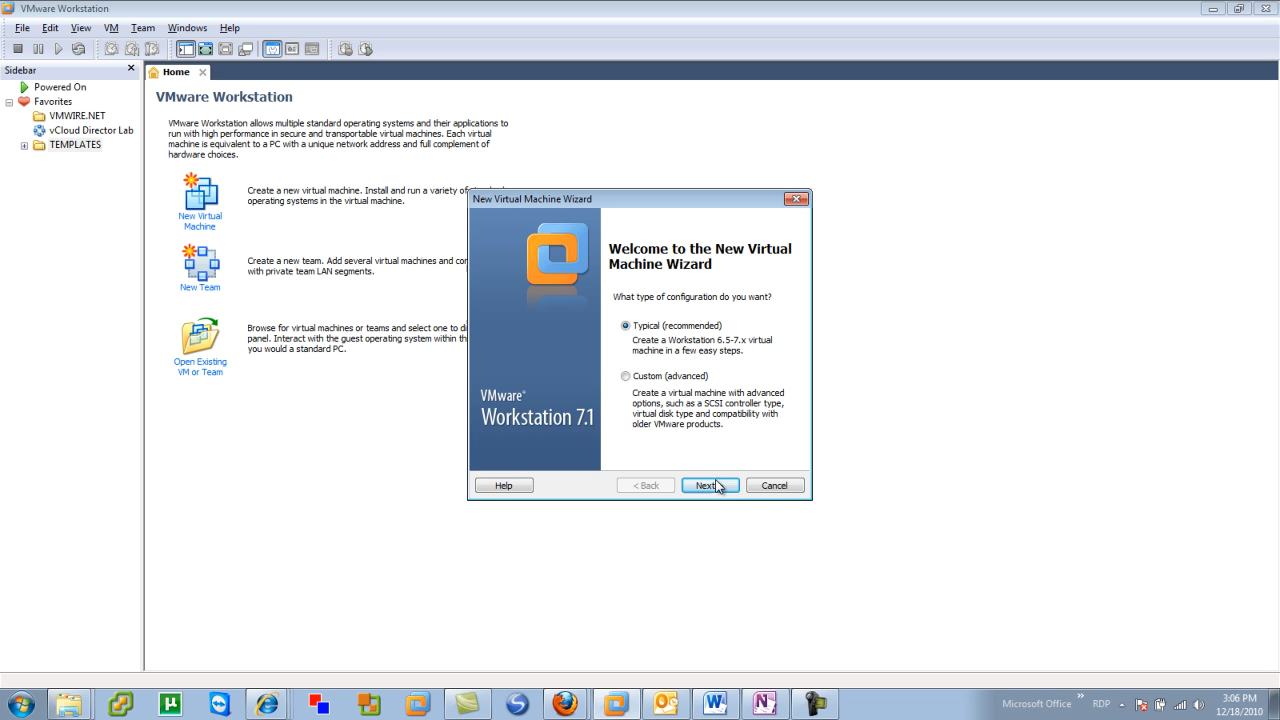 VMware Workstation
File Edit View VM Team Windows Help
Sidebar
Powered On
Favorites
VMWIRE.NET
vCloud Director Lab
TEMPLATES
Home
VMware Workstation
VMware Workstation allows multiple standard operating systems and their applications to
run with high performance in secure and transportable virtual machines. Each virtual
machine is equivalent to a PC with a unique network address and full complement of
hardware choices.
New Virtual
Machine
Create a new virtual machine. Install and run a variety of
operating systems in the virtual machine.
New Team
Create a new team. Add several virtual machines and
with private team LAN segments.
Open Existing
VM or Team
Browse for virtual machines or teams and select one to
panel. Interact with the guest operating system within
you would a standard PC.
New Virtual Machine Wizard
VMware®
Workstation 7.1
Welcome to the New Virtual
Machine Wizard
What type of configuration do you want?
Typical (recommended)
Create a Workstation 6.5-7.x virtual
machine in a few easy steps.
Custom (advanced)
Create a virtual machine with advanced
options, such as a SCSI controller type,
virtual disk type and compatibility with
older VMware products.
Help < Back Next Cancel
Microsoft Office » RDP
3:06 PM
12/18/2010